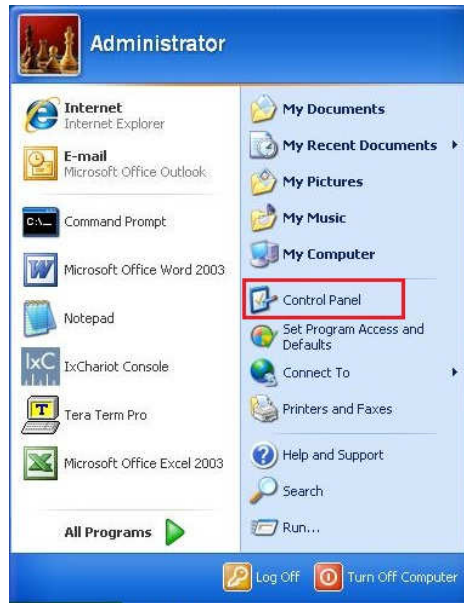 Administrator
Internet
Internet Explorer
E-mail
Microsoft Office Outlook
C:\_
Command Prompt
Microsoft Office Word 2003
Notepad
IxC
IxChariot Console
Tera Term Pro
Microsoft Office Excel 2003
All Programs
My Documents
My Recent Documents
My Pictures
My Music
My Computer
Control Panel
Set Program Access and
Defaults
Connect To
Printers and Faxes
Help and Support
Search
Run...
Log Off
Turn Off Computer